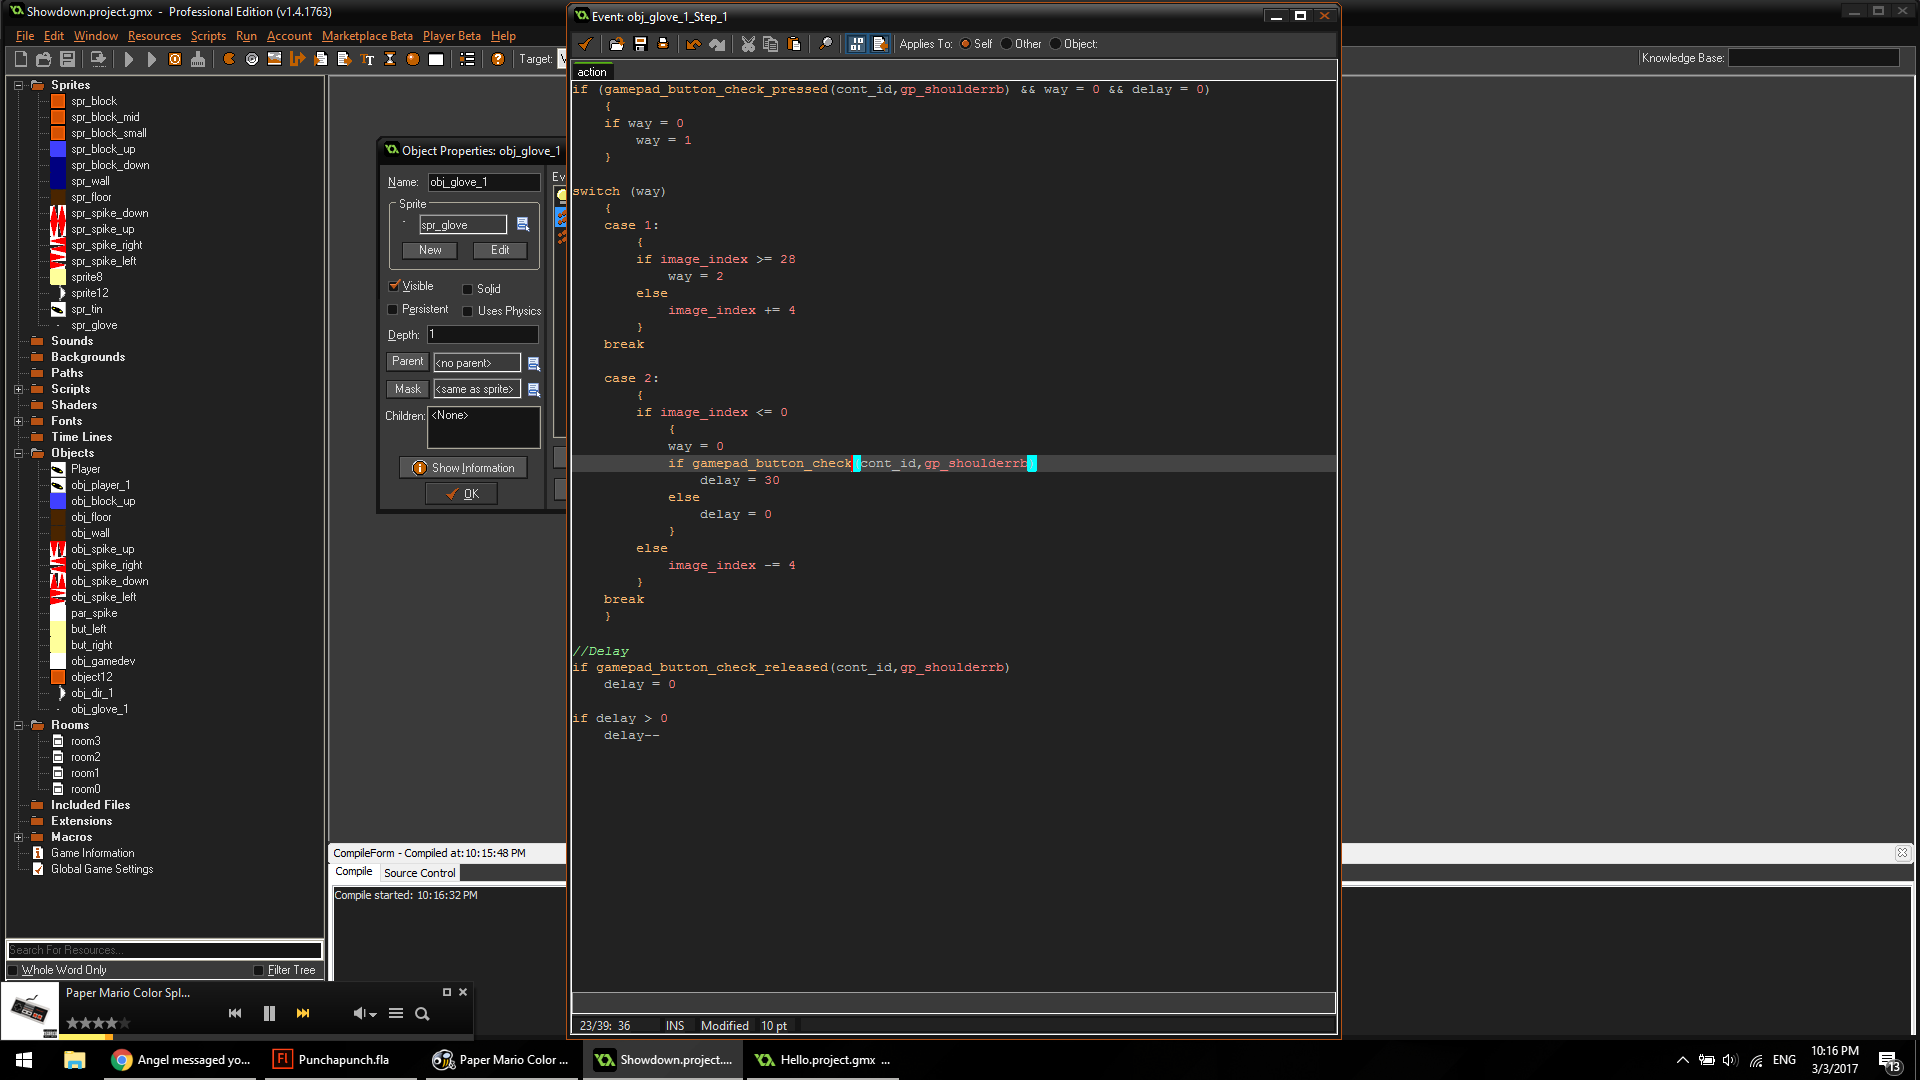 Showdown.project.gmx - Professional Edition (v1.4.1763)
File Edit Window Resources Scripts Run Account Marketplace Beta Player Beta Help
Target:
Knowledge Base:
Sprites
spr_block
spr_block_mid
spr_block_small
spr_block_up
spr_block_down
spr_wall
spr_floor
spr_spike_down
spr_spike_up
spr_spike_right
spr_spike_left
sprite8
sprite12
spr_tin
spr_glove
Sounds
Backgrounds
Paths
Scripts
Shaders
Fonts
Time Lines
Objects
Player
obj_player_1
obj_block_up
obj_floor
obj_wall
obj_spike_up
obj_spike_right
obj_spike_down
obj_spike_left
par_spike
but_left
but_right
obj_gamedev
object12
obj_dir_1
obj_glove_1
Rooms
room3
room2
room1
room0
Included Files
Extensions
Macros
Game Information
Global Game Settings
Search For Resources...
Whole Word Only
Filter Tree
Object Properties: obj_glove_1
Name: obj_glove_1
Ev
Sprite
spr_glove
New
Edit
Visible
Solid
Persistent
Uses Physics
Depth: 1
Parent <no parent>
Mask <same as sprite>
Children: <None>
Show Information
OK
Event: obj_glove_1_Step_1
Applies To: Self Other Object:
action
if (gamepad_button_check_pressed(cont_id,gp_shoulderrb) && way = 0 && delay = 0)
{
if way = 0
way = 1
}
switch (way)
{
case 1:
{
if image_index >= 28
way = 2
else
image_index += 4
}
break
case 2:
{
if image_index <= 0
{
way = 0
if gamepad_button_check(cont_id,gp_shoulderrb)
delay = 30
else
delay = 0
}
else
image_index -= 4
}
break
}
//Delay
if gamepad_button_check_released(cont_id,gp_shoulderrb)
delay = 0
if delay > 0
delay--
23/39: 36
INS
Modified
10 pt
CompileForm - Compiled at:10:15:48 PM
Compile
Source Control
Compile started: 10:16:32 PM
Paper Mario Color Spl...
Angel messaged yo...
Punchapunch.fla
Paper Mario Color ...
Showdown.project....
Hello.project.gmx ...
ENG
10:16 PM
3/3/2017
13